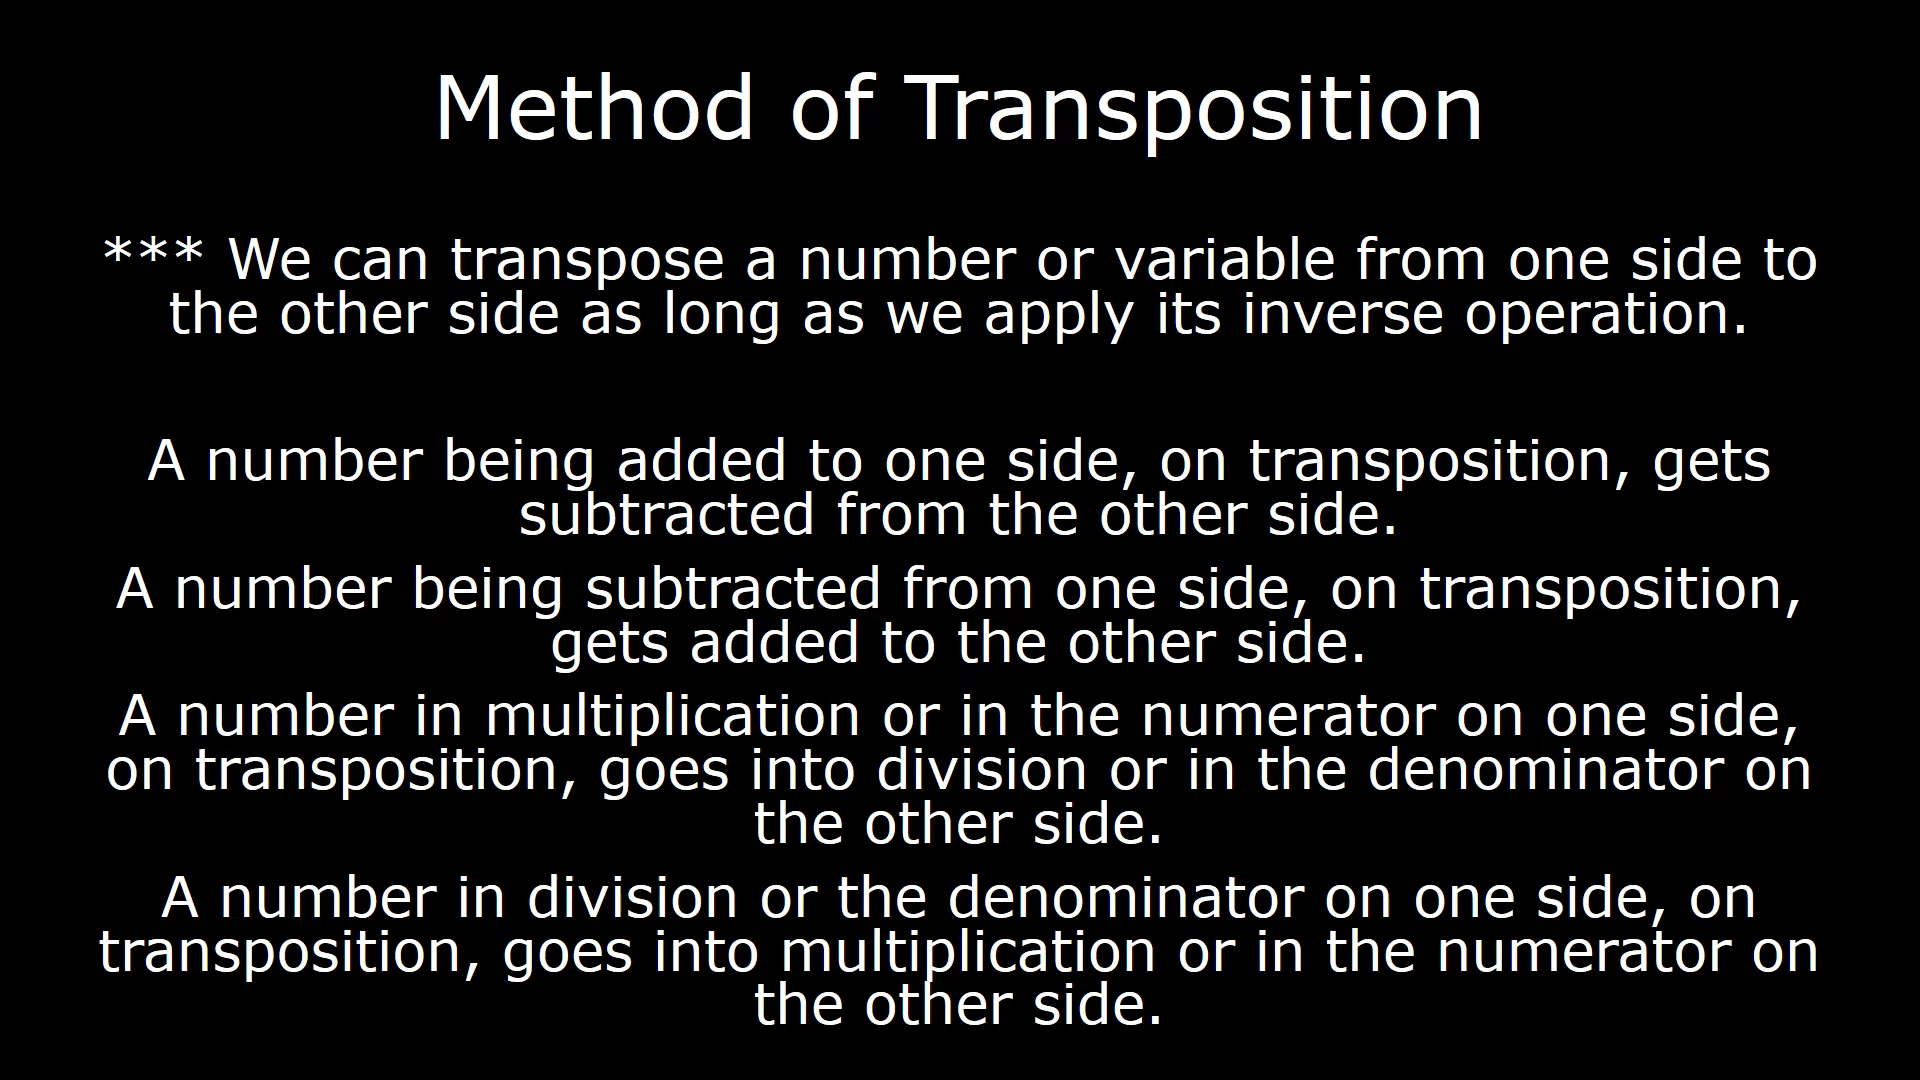 Method of Transposition
*** We can transpose a number or variable from one side to
the other side as long as we apply its inverse operation.
A number being added to one side, on transposition, gets
subtracted from the other side.
A number being subtracted from one side, on transposition,
gets added to the other side.
A number in multiplication or in the numerator on one side,
on transposition, goes into division or in the denominator on
the other side.
A number in division or the denominator on one side, on
transposition, goes into multiplication or in the numerator on
the other side.